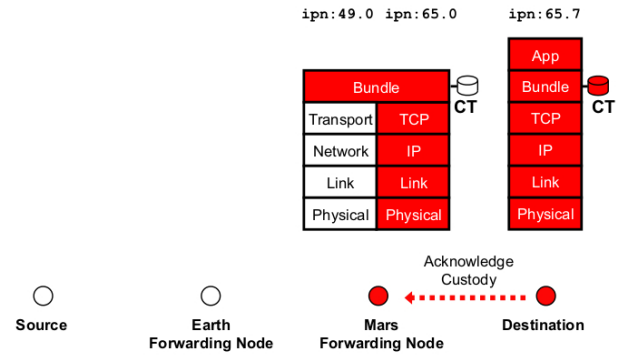 ipn:49.0 ipn:65.0 ipn:65.7
App
Bundle Bundle
CT CT
Transport TCP TCP
Network IP IP
Link Link Link
Physical Physical Physical
Acknowledge
Custody
Source Earth Mars Destination
Forwarding Node Forwarding Node